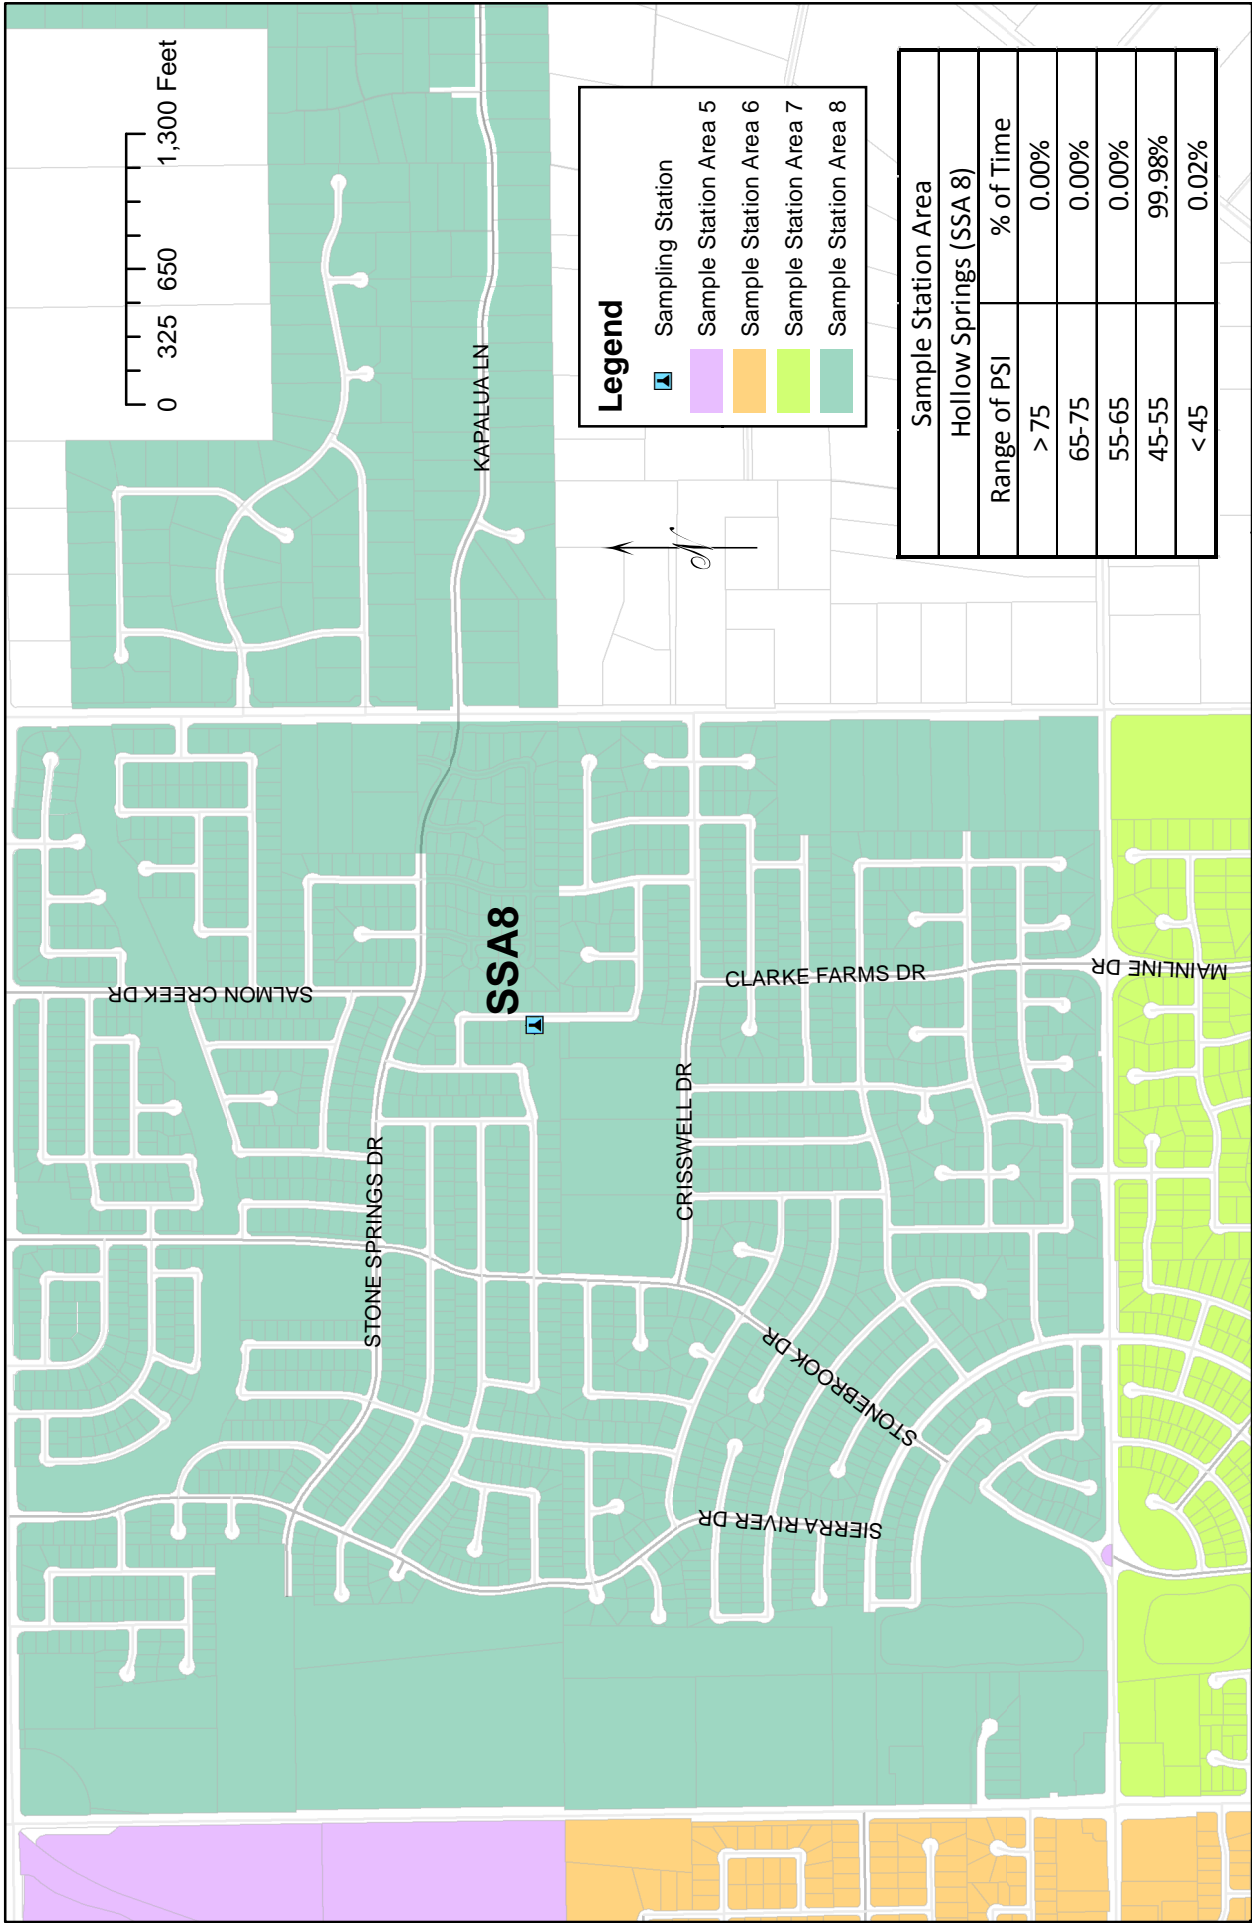 0 325 650 1,300 Feet
SALMON CREEK DR
KAPALUA LN
STONE SPRINGS DR
SSA8
CRISSWELL DR
CLARKE FARMS DR
STONEBROOK DR
SIERRA RIVER DR
MAINLINE DR
N
Legend
Sampling Station
Sample Station Area 5
Sample Station Area 6
Sample Station Area 7
Sample Station Area 8
Sample Station Area
Hollow Springs (SSA 8)
Range of PSI % of Time
> 75 0.00%
65-75 0.00%
55-65 0.00%
45-55 99.98%
< 45 0.02%